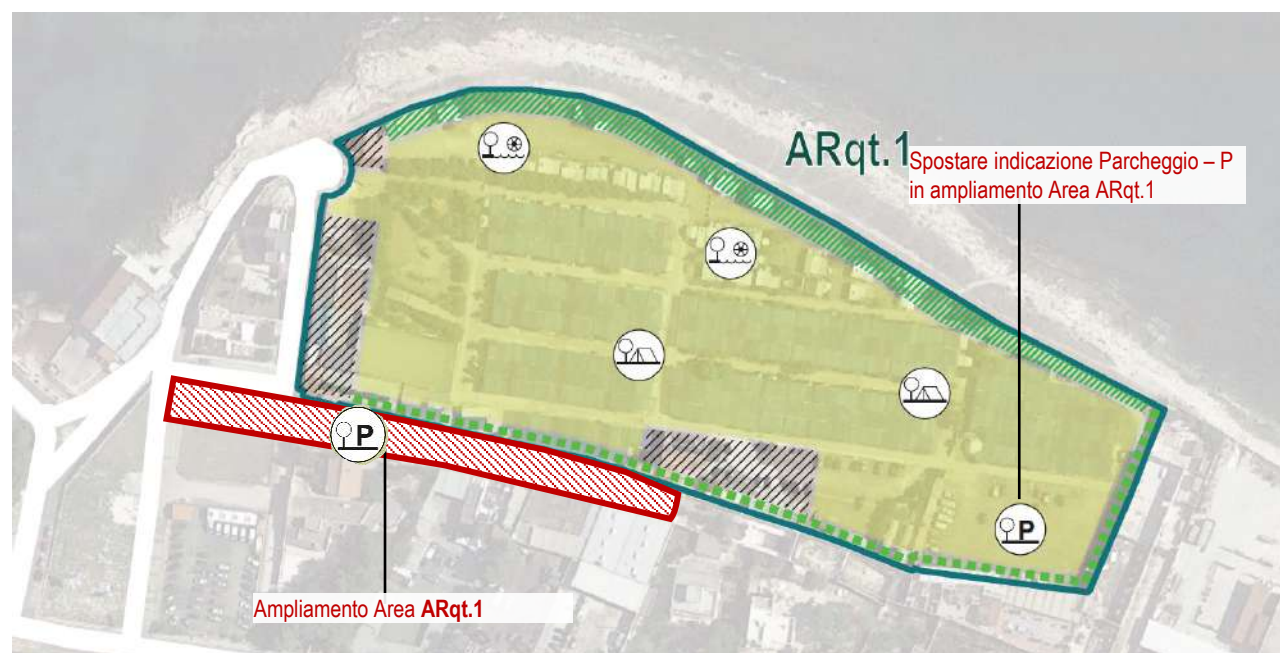 ARqt.1
Spostare indicazione Parcheggio – P
in ampliamento Area ARqt.1
P
P
Ampliamento Area ARqt.1